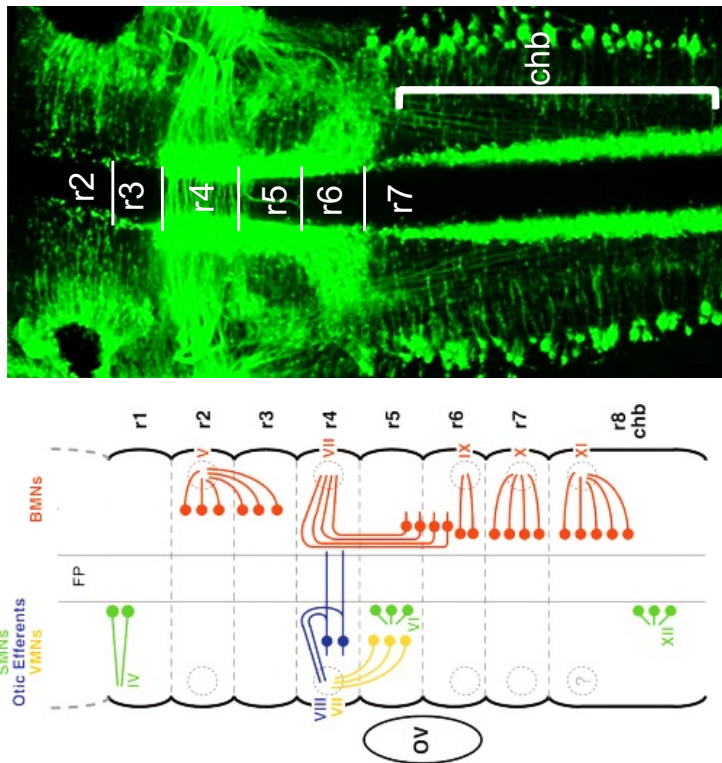 chb
r2
r3
r4
r5
r6
r7
r1
r2
r3
r4
r5
r6
r7
r8
chb
BMNs
V
VII
IX
X
XI
FP
SMNs
Otic Efferents
VMNs
IV
VIII
VII
VI
XII
?
OV